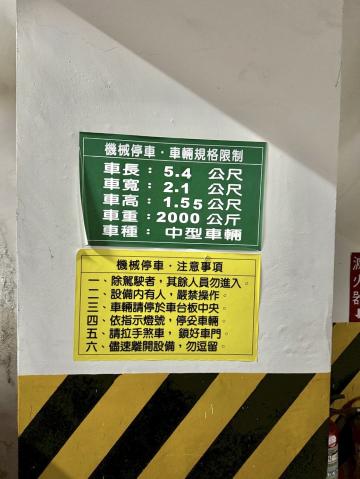 機械停車・車輛規格限制
車長：5.4 公尺
車寬：2.1 公尺
車高：1.55 公尺
車重：2000 公斤
車種：中型車輛
機械停車・注意事項
一、除駕駛者，其餘人員勿進入。
二、設備內有人，嚴禁操作。
三、車輛請停於車台板中央。
四、依指示燈號，停妥車輛。
五、請拉手煞車，鎖好車門。
六、儘速離開設備，勿逗留。
滅火器